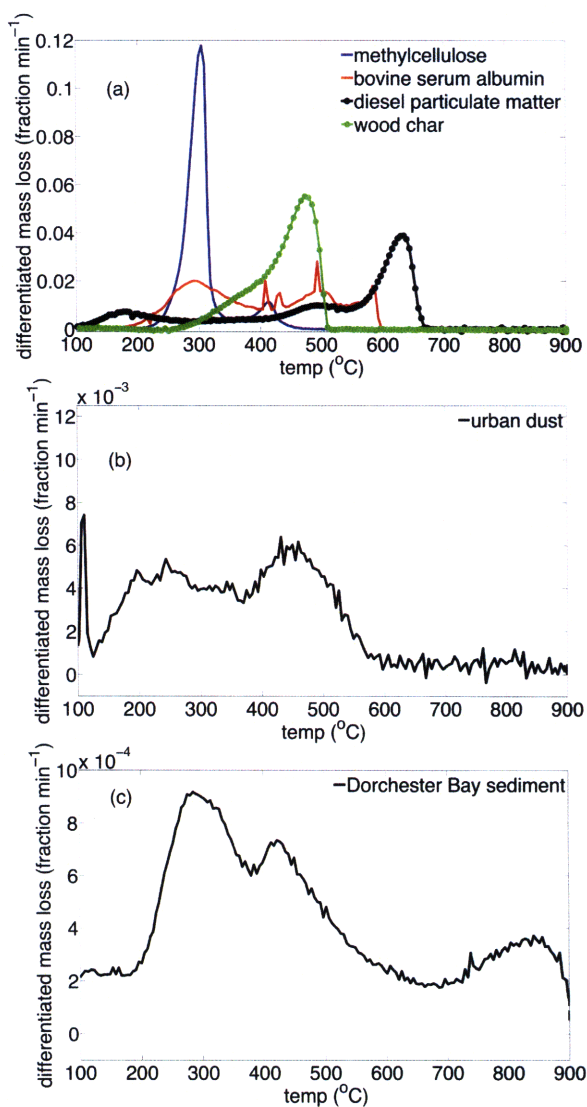 differentiated mass loss (fraction min⁻¹)
0.12
0.1
0.08
0.06
0.04
0.02
0
(a)
methylcellulose
bovine serum albumin
diesel particulate matter
wood char
100 200 300 400 500 600 700 800 900
temp (°C)
x 10⁻³
differentiated mass loss (fraction min⁻¹)
12
10
8
6
4
2
0
(b)
urban dust
100 200 300 400 500 600 700 800 900
temp (°C)
x 10⁻⁴
differentiated mass loss (fraction min⁻¹)
10
8
6
4
2
0
(c)
Dorchester Bay sediment
100 200 300 400 500 600 700 800 900
temp (°C)